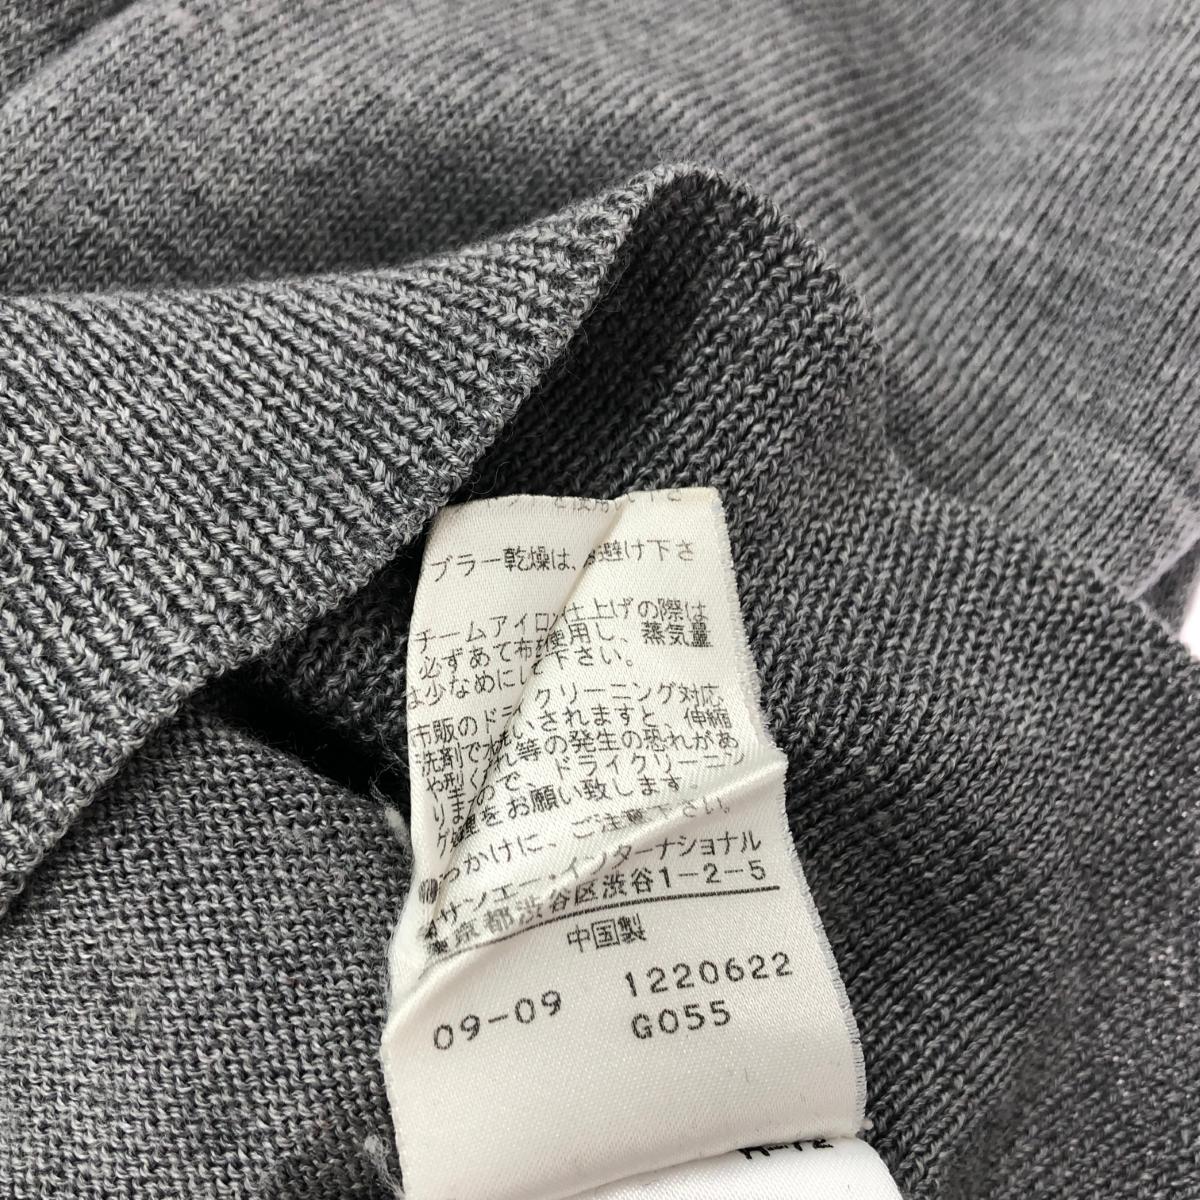 ブラー乾燥は、お避け下さ
チームアイロン仕上げの際は
必ずあて布を使用し、蒸気量
は少なめにして下さい。
市販のドライクリーニング対応
洗剤で水洗いされますと、伸縮
や型くずれ等の発生の恐れがあ
りますので、ドライクリーニン
グ処理をお願い致します。
つかけに、ご注意下さい。
サンエー・インターナショナル
東京都渋谷区渋谷1-2-5
中国製
09-09 1220622
G055